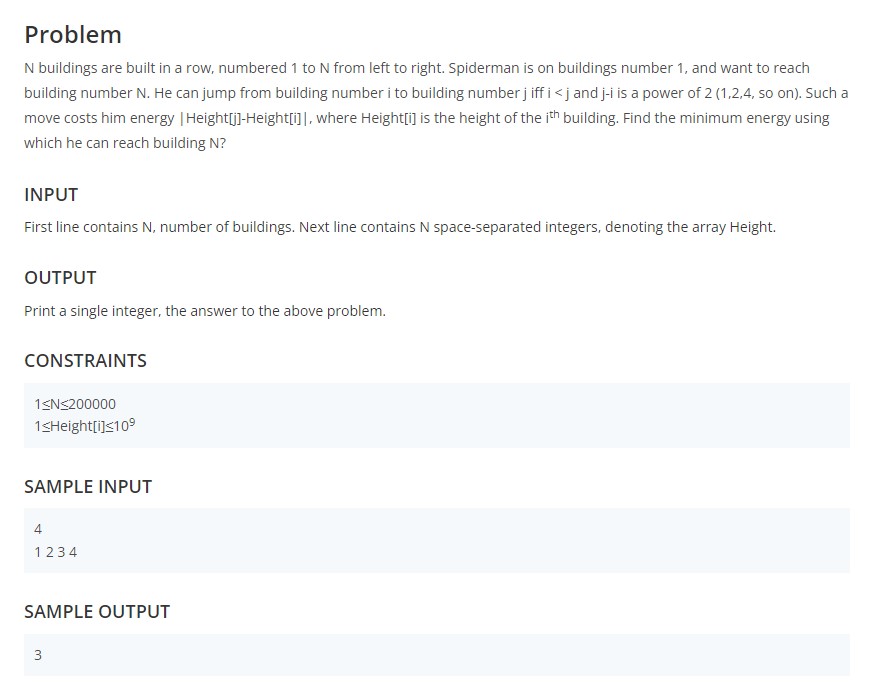 Problem
N buildings are built in a row, numbered 1 to N from left to right. Spiderman is on buildings number 1, and want to reach
building number N. He can jump from building number i to building number j iff i < j and j-i is a power of 2 (1,2,4, so on). Such a
move costs him energy |Height[j]-Height[i]|, where Height[i] is the height of the ith building. Find the minimum energy using
which he can reach building N?
INPUT
First line contains N, number of buildings. Next line contains N space-separated integers, denoting the array Height.
OUTPUT
Print a single integer, the answer to the above problem.
CONSTRAINTS
1≤N≤200000
1≤Height[i]≤10⁹
SAMPLE INPUT
4
1 2 3 4
SAMPLE OUTPUT
3